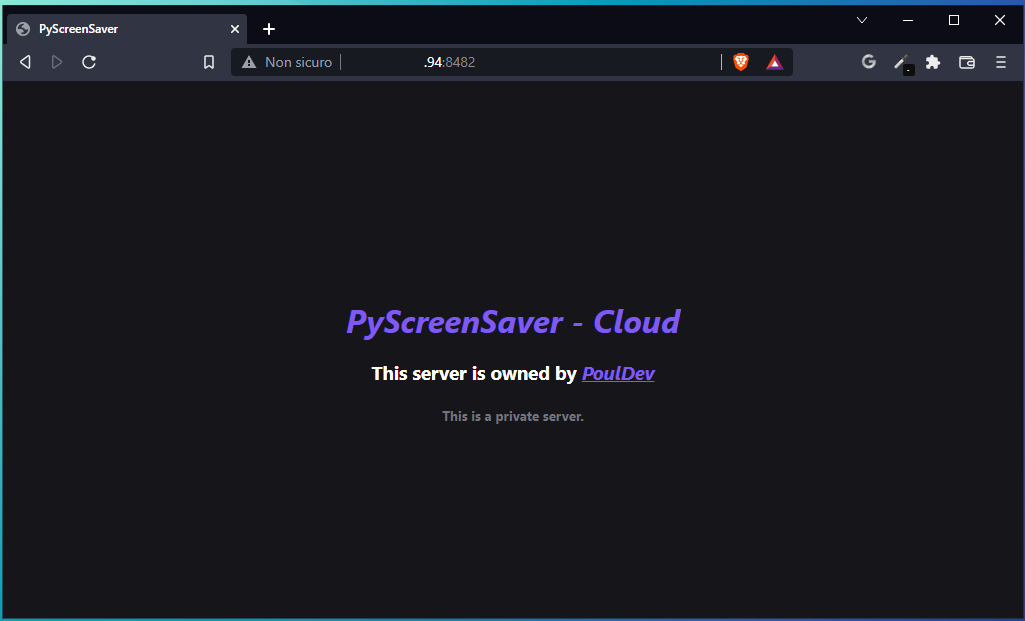 PyScreenSaver
Non sicuro
.94:8482
PyScreenSaver - Cloud
This server is owned by PoulDev
This is a private server.